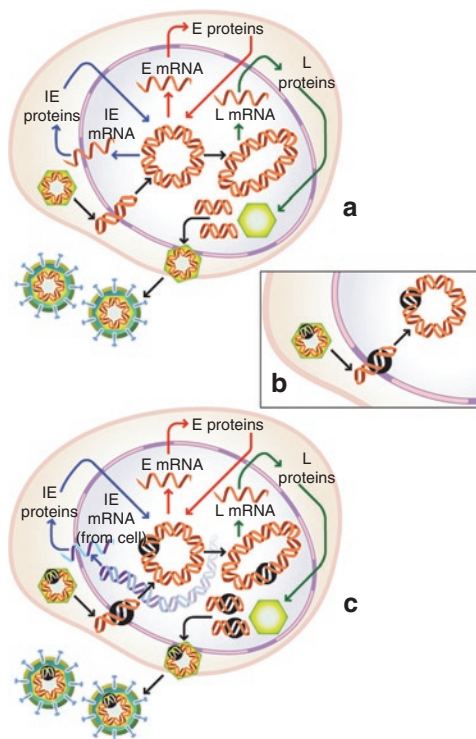 E proteins
E mRNA
L
proteins
IE
proteins
IE
mRNA
L mRNA
a
b
E proteins
E mRNA
L
proteins
IE
proteins
IE
mRNA
(from cell)
L mRNA
c